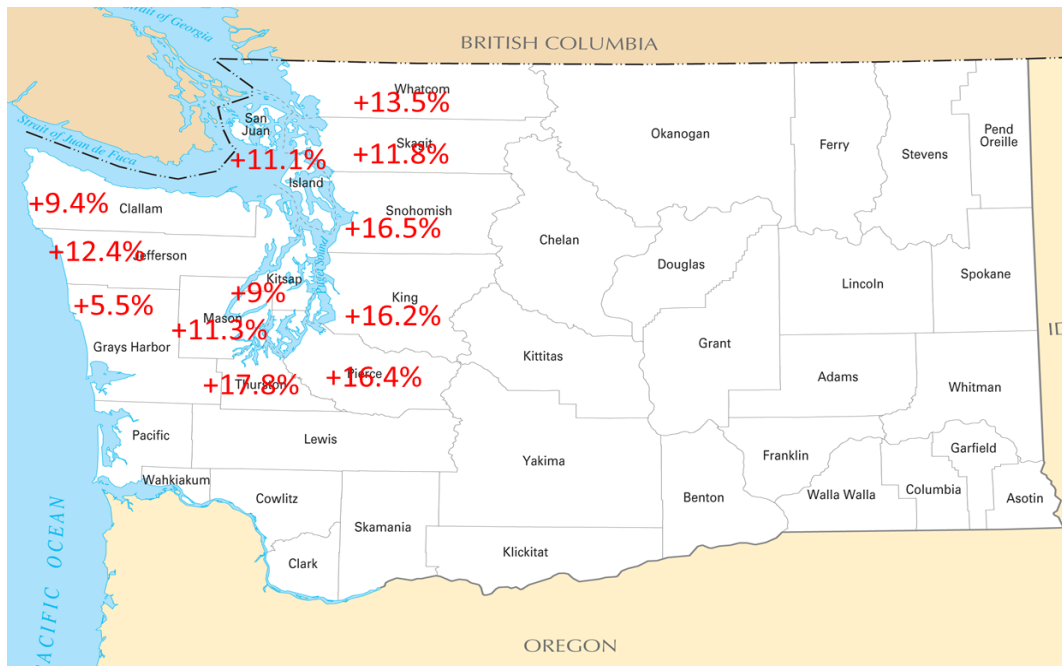 Strait of Georgia
BRITISH COLUMBIA
Whatcom
+13.5%
San
Juan
Okanogan
Ferry
Stevens
Pend
Oreille
Strait of Juan de Fuca
Skagit
+11.8%
+11.1%
Island
+9.4%
Clallam
Snohomish
+16.5%
Chelan
+12.4%
Jefferson
Douglas
Lincoln
Spokane
Kitsap
+9%
King
+16.2%
+5.5%
Mason
+11.3%
Grays Harbor
Kittitas
Grant
ID
Thurston
+17.8%
Pierce
+16.4%
Adams
Whitman
Pacific
Lewis
Yakima
Franklin
Garfield
Wahkiakum
Cowlitz
Skamania
Benton
Walla Walla
Columbia
Asotin
Clark
Klickitat
PACIFIC OCEAN
OREGON